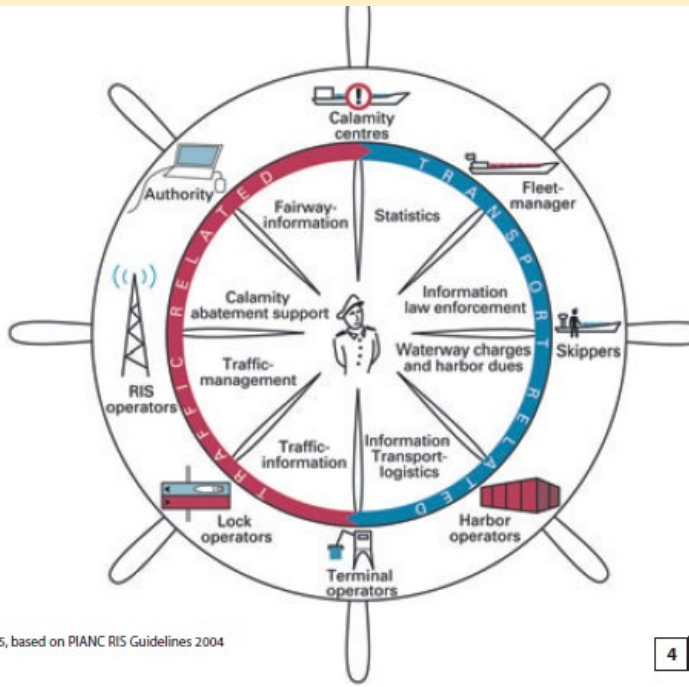 Calamity
centres
Authority
Fleet-
manager
TRAFFIC RELATED
TRANSPORT RELATED
Fairway-
information
Statistics
Calamity
abatement support
Information
law enforcement
RIS
operators
Skippers
Traffic-
management
Waterway charges
and harbor dues
Traffic-
information
Information
Transport-
logistics
Lock
operators
Harbor
operators
Terminal
operators
5, based on PIANC RIS Guidelines 2004
4